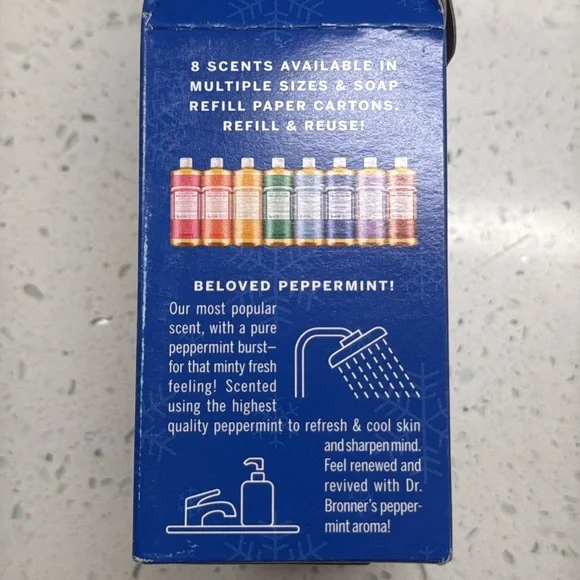 8 SCENTS AVAILABLE IN
MULTIPLE SIZES & SOAP
REFILL PAPER CARTONS.
REFILL & REUSE!
BELOVED PEPPERMINT!
Our most popular
scent, with a pure
peppermint burst–
for that minty fresh
feeling! Scented
using the highest
quality peppermint to refresh & cool skin
and sharpen mind.
Feel renewed and
revived with Dr.
Bronner's pepper-
mint aroma!